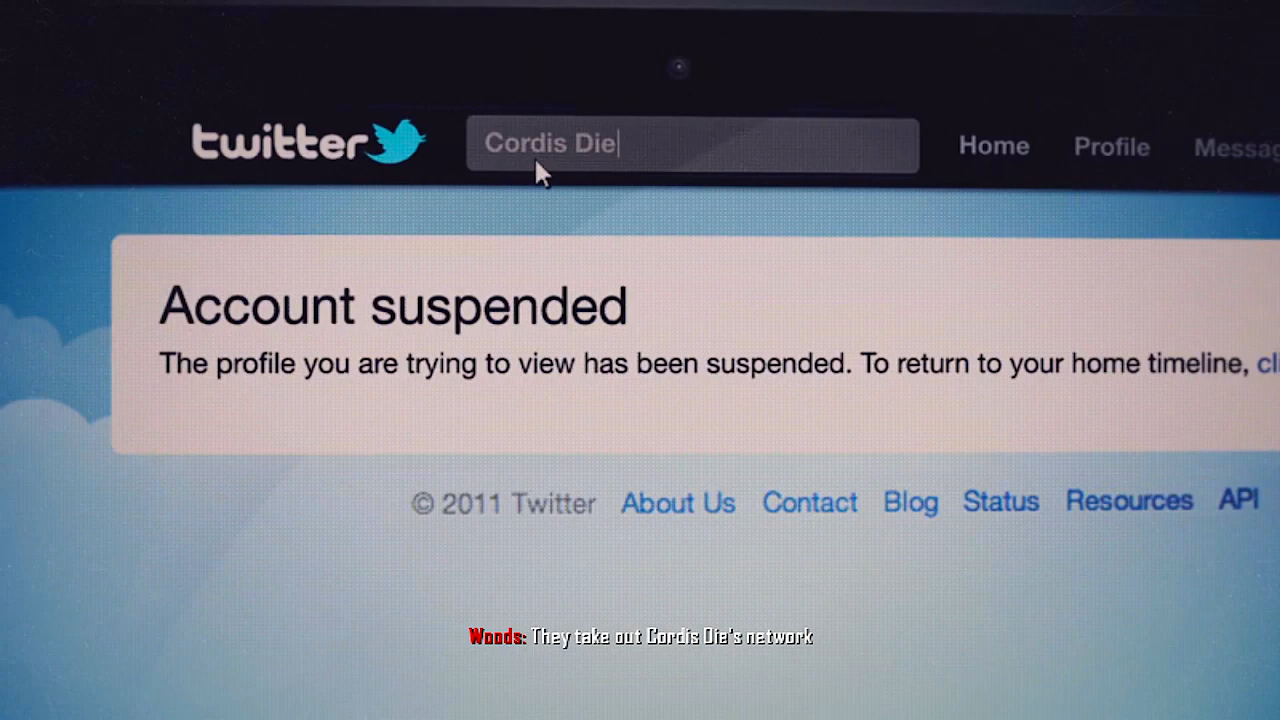 twitter Cordis Die Home Profile
Account suspended
The profile you are trying to view has been suspended. To return to your home timeline,
© 2011 Twitter About Us Contact Blog Status Resources API
Woods: They take out Cordis Die's network